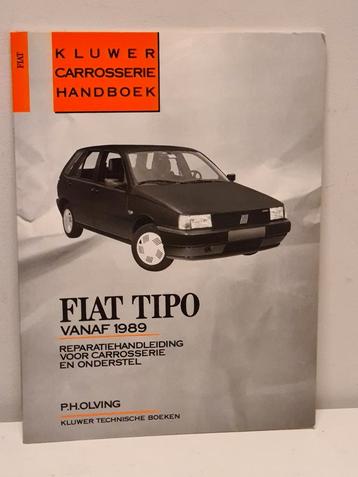 FIAT
KLUWER
CARROSSERIE
HANDBOEK
FIAT TIPO
VANAF 1989
REPARATIEHANDLEIDING
VOOR CARROSSERIE
EN ONDERSTEL
P.H.OLVING
KLUWER TECHNISCHE BOEKEN